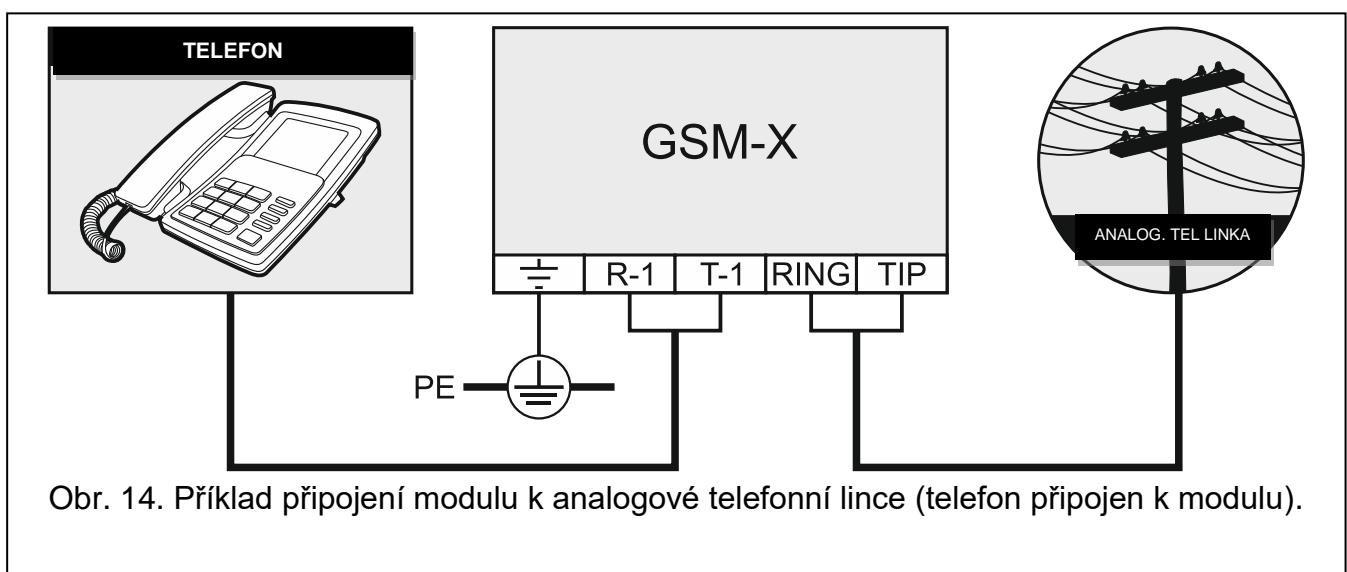 TELEFON
GSM-X
ANALOG. TEL LINKA
R-1 T-1 RING TIP
PE
Obr. 14. Příklad připojení modulu k analogové telefonní lince (telefon připojen k modulu).